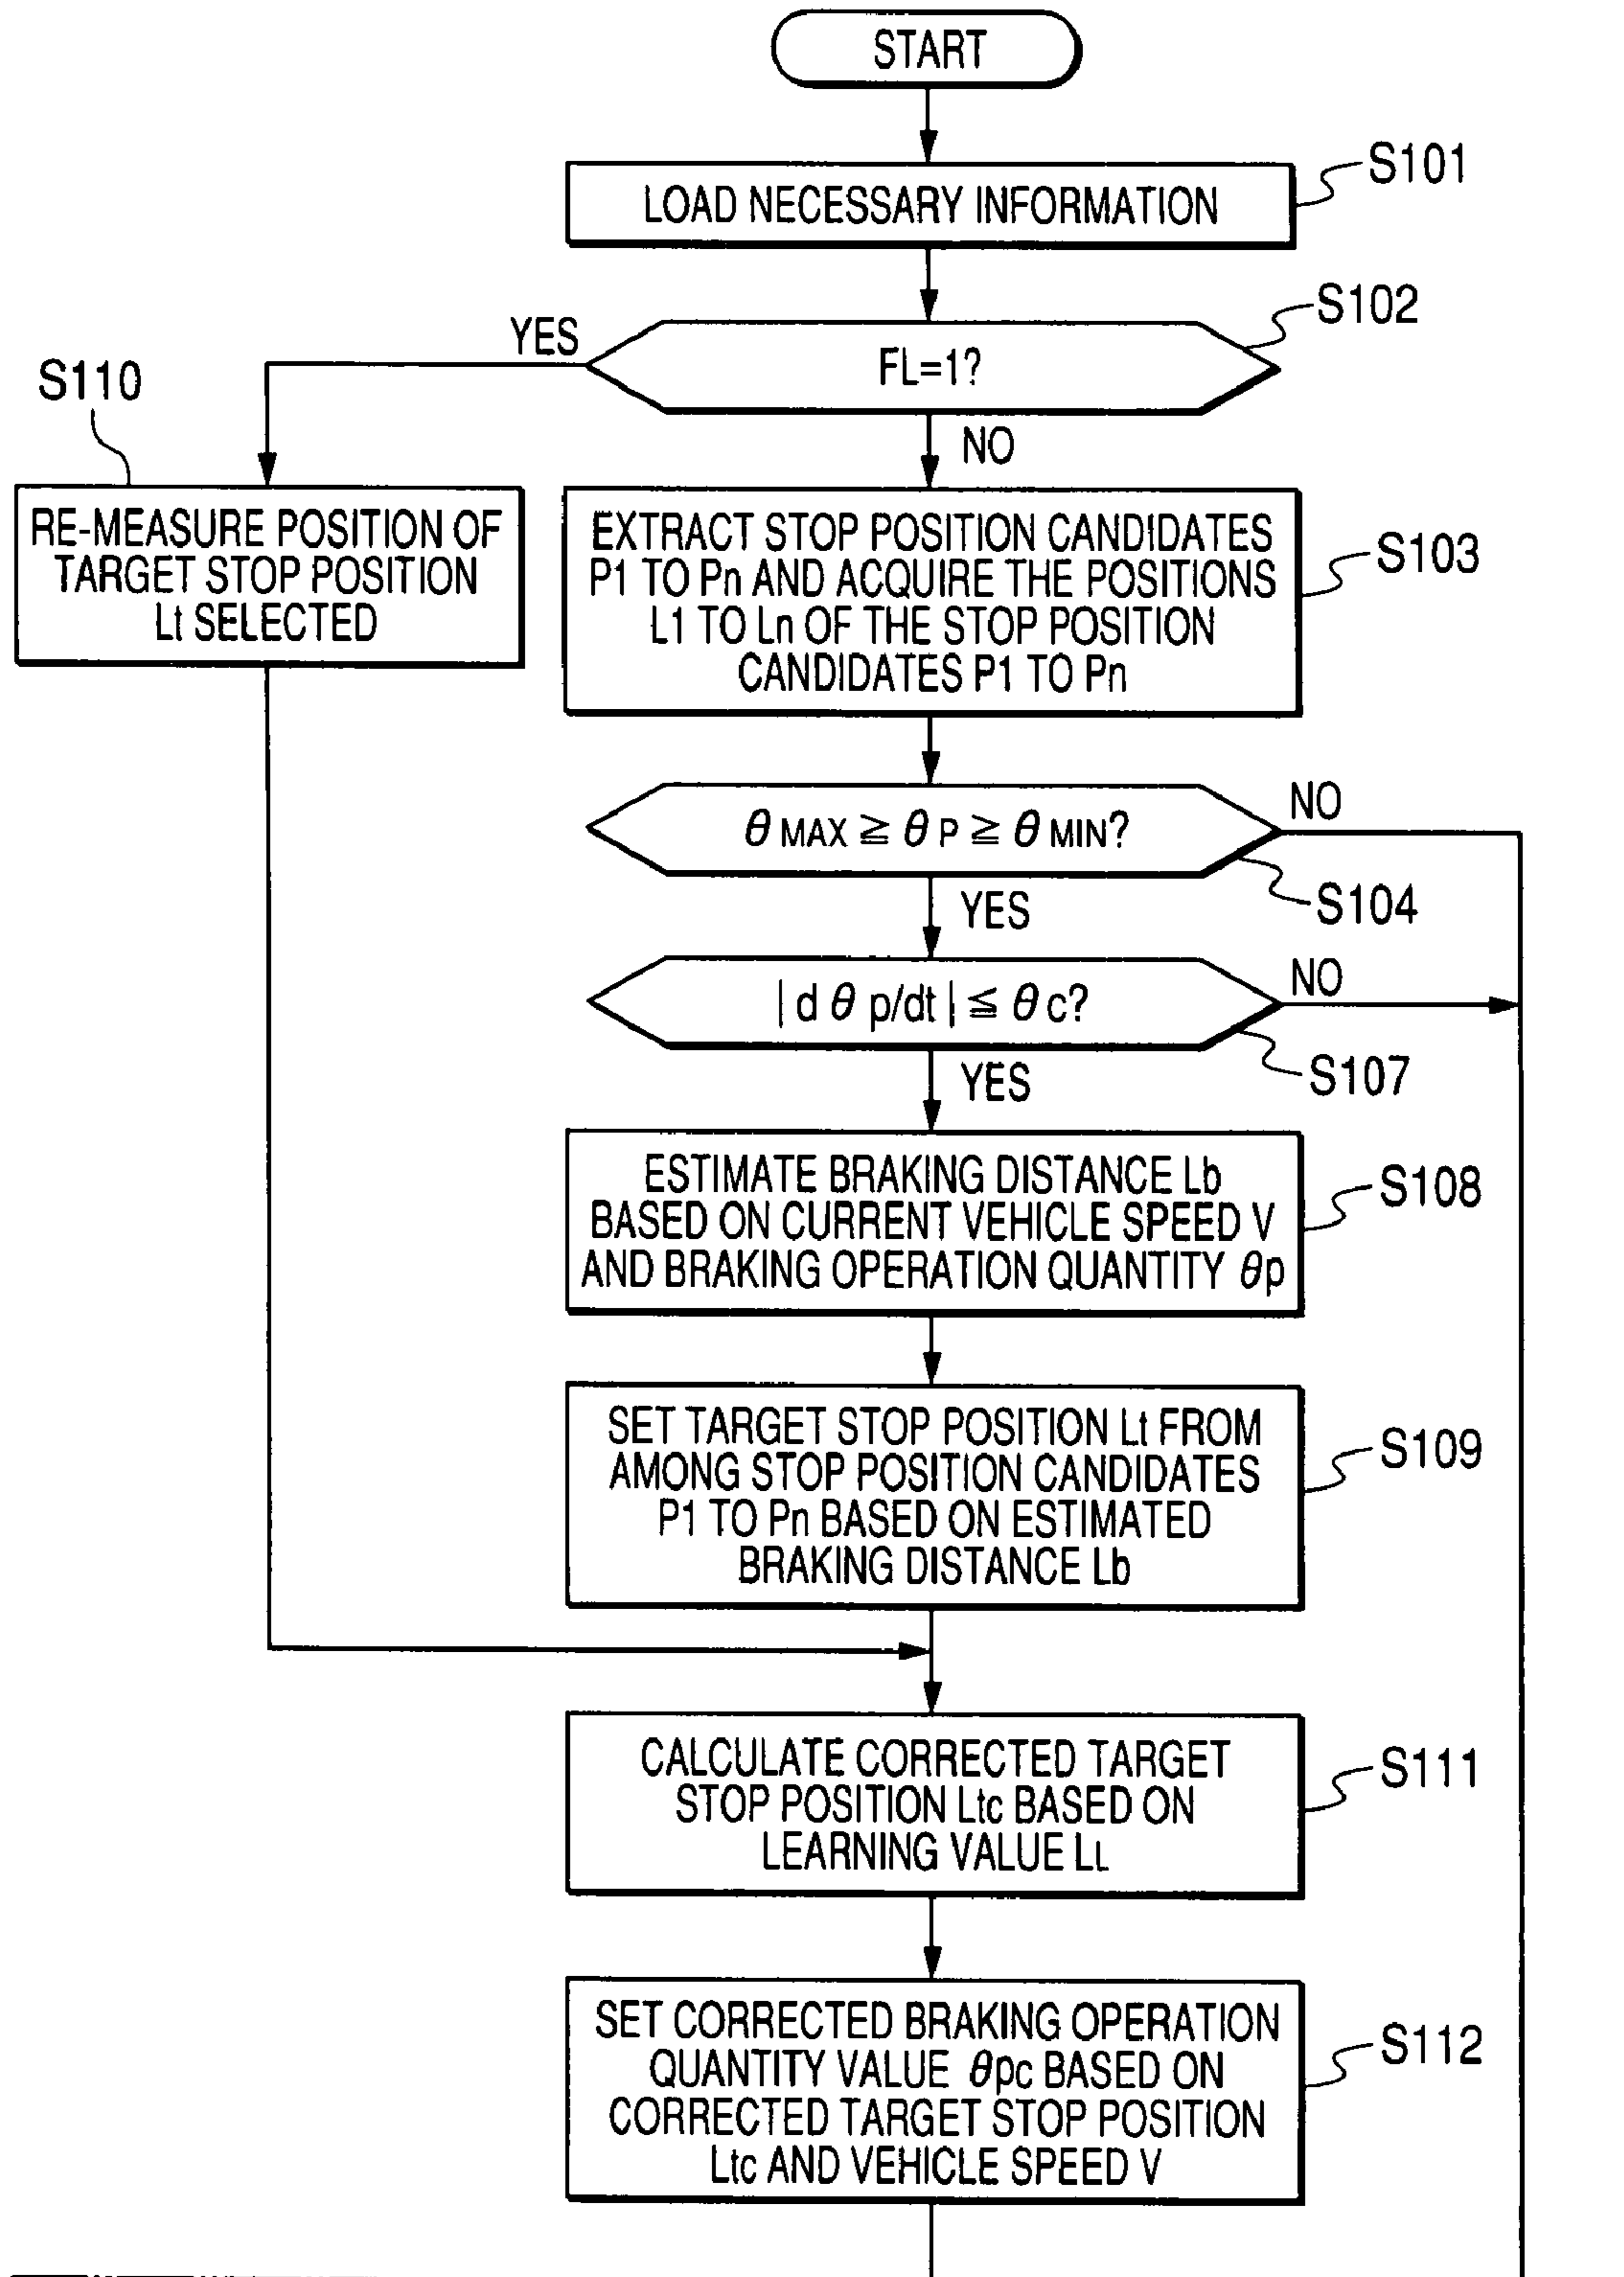 START
LOAD NECESSARY INFORMATION
S101
S102
YES
FL=1?
S110
NO
RE-MEASURE POSITION OF
TARGET STOP POSITION
Lt SELECTED
EXTRACT STOP POSITION CANDIDATES
P1 TO Pn AND ACQUIRE THE POSITIONS
L1 TO Ln OF THE STOP POSITION
CANDIDATES P1 TO Pn
S103
θ MAX ≧ θ P ≧ θ MIN?
NO
S104
YES
| d θ p/dt | ≦ θ c?
NO
S107
YES
ESTIMATE BRAKING DISTANCE Lb
BASED ON CURRENT VEHICLE SPEED V
AND BRAKING OPERATION QUANTITY θp
S108
SET TARGET STOP POSITION Lt FROM
AMONG STOP POSITION CANDIDATES
P1 TO Pn BASED ON ESTIMATED
BRAKING DISTANCE Lb
S109
CALCULATE CORRECTED TARGET
STOP POSITION Ltc BASED ON
LEARNING VALUE LL
S111
SET CORRECTED BRAKING OPERATION
QUANTITY VALUE θpc BASED ON
CORRECTED TARGET STOP POSITION
Ltc AND VEHICLE SPEED V
S112